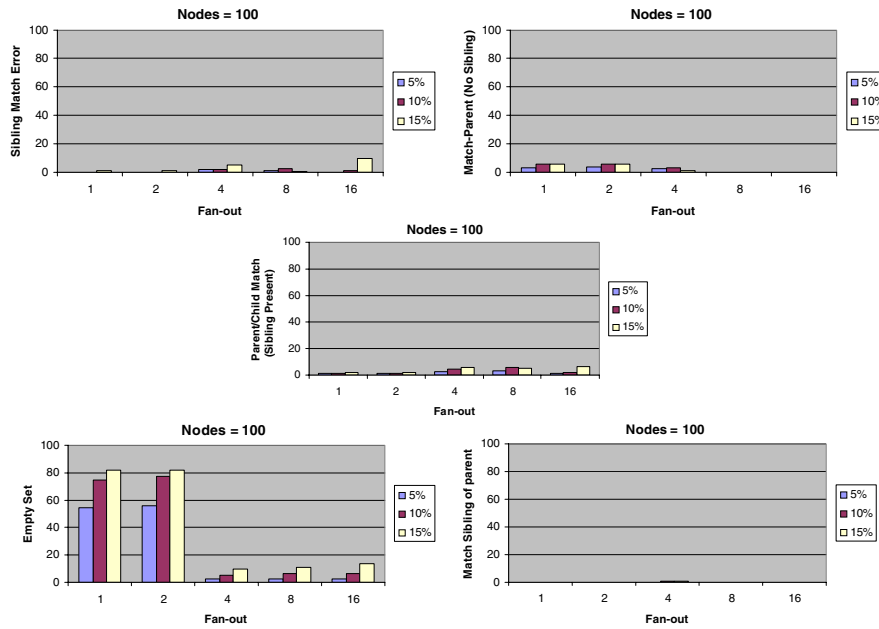 Nodes = 100
Sibling Match Error
100
80
60
40
20
0
1 2 4 8 16
Fan-out
5%
10%
15%
Nodes = 100
Match-Parent (No Sibling)
100
80
60
40
20
0
1 2 4 8 16
Fan-out
5%
10%
15%
Nodes = 100
Parent/Child Match
(Sibling Present)
100
80
60
40
20
0
1 2 4 8 16
Fan-out
5%
10%
15%
Nodes = 100
Empty Set
100
80
60
40
20
0
1 2 4 8 16
Fan-out
5%
10%
15%
Nodes = 100
Match Sibling of parent
100
80
60
40
20
0
1 2 4 8 16
Fan-out
5%
10%
15%